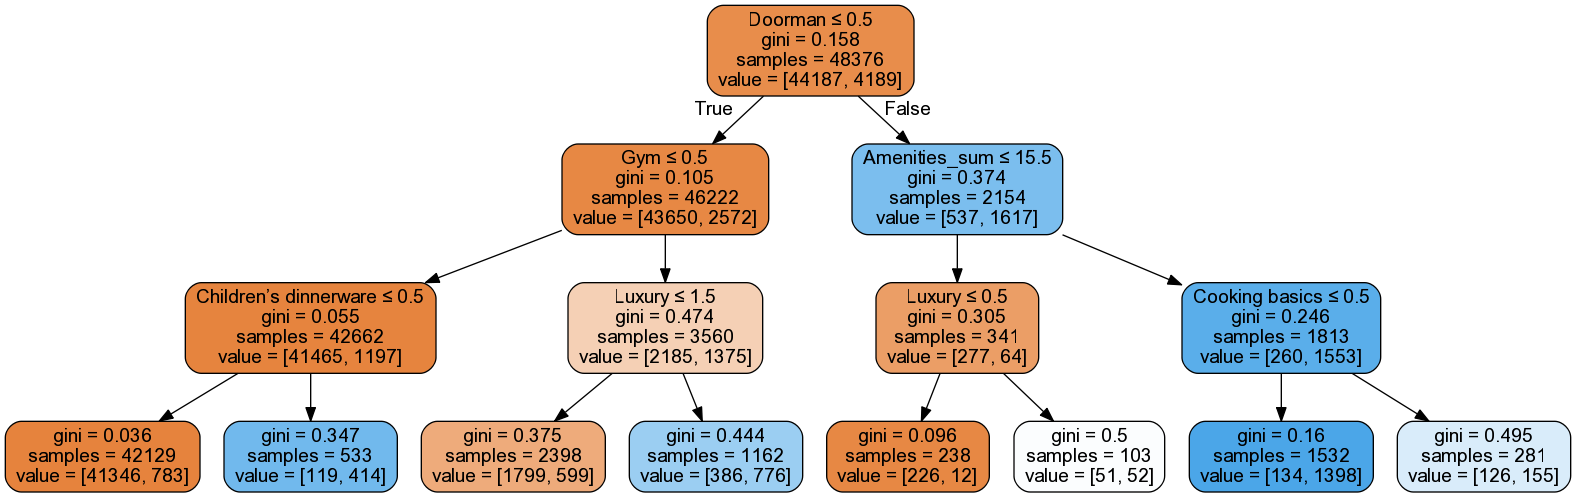 Doorman ≤ 0.5
gini = 0.158
samples = 48376
value = [44187, 4189]
True
False
Gym ≤ 0.5
gini = 0.105
samples = 46222
value = [43650, 2572]
Amenities_sum ≤ 15.5
gini = 0.374
samples = 2154
value = [537, 1617]
Children's dinnerware ≤ 0.5
gini = 0.055
samples = 42662
value = [41465, 1197]
Luxury ≤ 1.5
gini = 0.474
samples = 3560
value = [2185, 1375]
Luxury ≤ 0.5
gini = 0.305
samples = 341
value = [277, 64]
Cooking basics ≤ 0.5
gini = 0.246
samples = 1813
value = [260, 1553]
gini = 0.036
samples = 42129
value = [41346, 783]
gini = 0.347
samples = 533
value = [119, 414]
gini = 0.375
samples = 2398
value = [1799, 599]
gini = 0.444
samples = 1162
value = [386, 776]
gini = 0.096
samples = 238
value = [226, 12]
gini = 0.5
samples = 103
value = [51, 52]
gini = 0.16
samples = 1532
value = [134, 1398]
gini = 0.495
samples = 281
value = [126, 155]